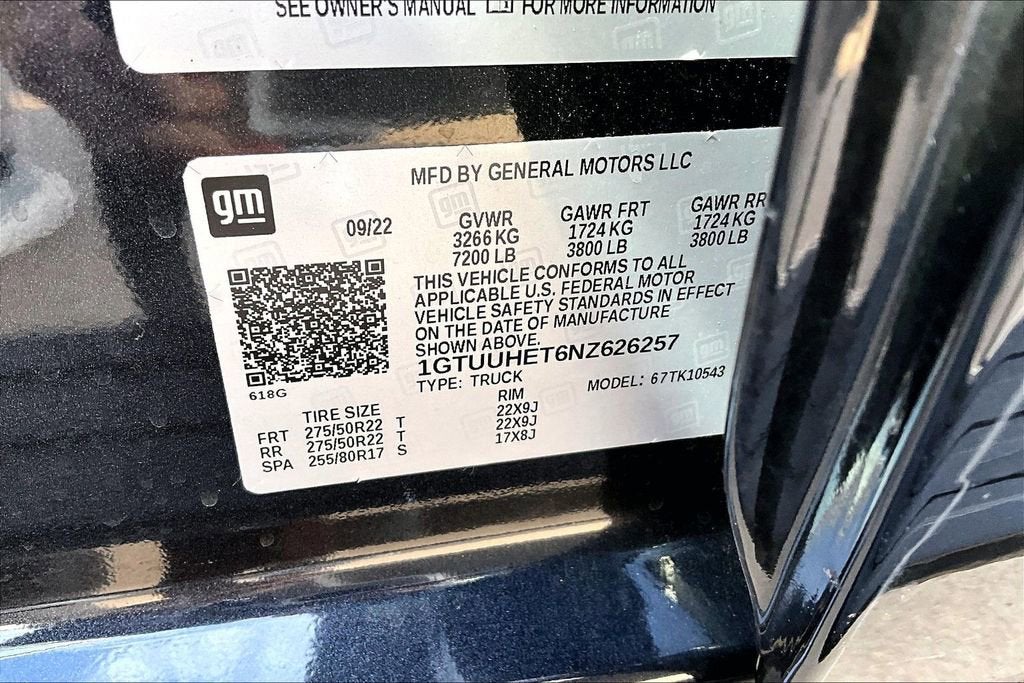 SEE OWNER'S MANUAL FOR MORE INFORMATION
gm
MFD BY GENERAL MOTORS LLC
09/22 GVWR GAWR FRT GAWR RR
3266 KG 1724 KG 1724 KG
7200 LB 3800 LB 3800 LB
THIS VEHICLE CONFORMS TO ALL
APPLICABLE U.S. FEDERAL MOTOR
VEHICLE SAFETY STANDARDS IN EFFECT
ON THE DATE OF MANUFACTURE
SHOWN ABOVE.
1GTUUHET6NZ626257
618G
TYPE: TRUCK MODEL: 67TK10543
TIRE SIZE RIM
FRT 275/50R22 T 22X9J
RR 275/50R22 T 22X9J
SPA 255/80R17 S 17X8J